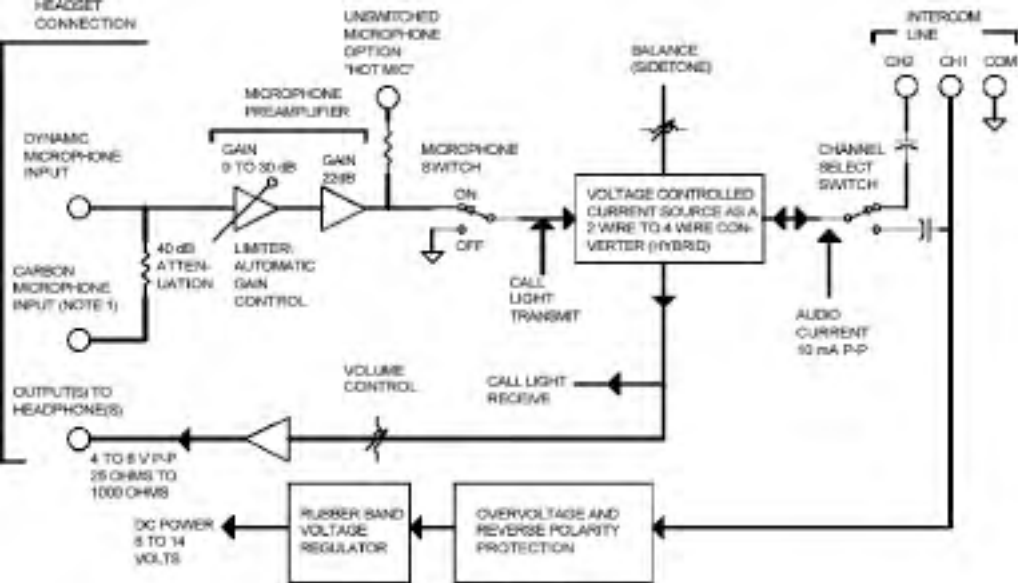 HEADSET
CONNECTION
UNSWITCHED
MICROPHONE
OPTION
"HOT MIC"
BALANCE
(SIDETONE)
INTERCOM
LINE
CH2 CH1 COM
MICROPHONE
PREAMPLIFIER
DYNAMIC
MICROPHONE
INPUT
GAIN
0 TO 30 dB
GAIN
22dB
MICROPHONE
SWITCH
ON
OFF
CHANNEL
SELECT
SWITCH
VOLTAGE CONTROLLED
CURRENT SOURCE AS A
2 WIRE TO 4 WIRE CON-
VERTER (HYBRID)
40 dB
ATTEN-
UATION
LIMITER:
AUTOMATIC
GAIN
CONTROL
CARBON
MICROPHONE
INPUT (NOTE 1)
CALL
LIGHT
TRANSMIT
AUDIO
CURRENT
10 mA P-P
VOLUME
CONTROL
CALL LIGHT
RECEIVE
OUTPUT(S) TO
HEADPHONE(S)
4 TO 8 V P-P
25 OHMS TO
1000 OHMS
DC POWER
8 TO 14
VOLTS
RUBBER BAND
VOLTAGE
REGULATOR
OVERVOLTAGE AND
REVERSE POLARITY
PROTECTION